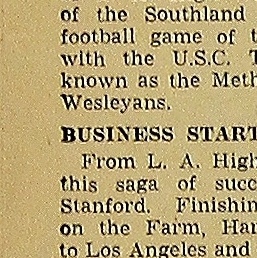 of the Southland
football game of t
with the U.S.C. T
known as the Meth
Wesleyans.
BUSINESS START
From L. A. High
this saga of succ
Stanford. Finishin
on the Farm, Har
to Los Angeles and